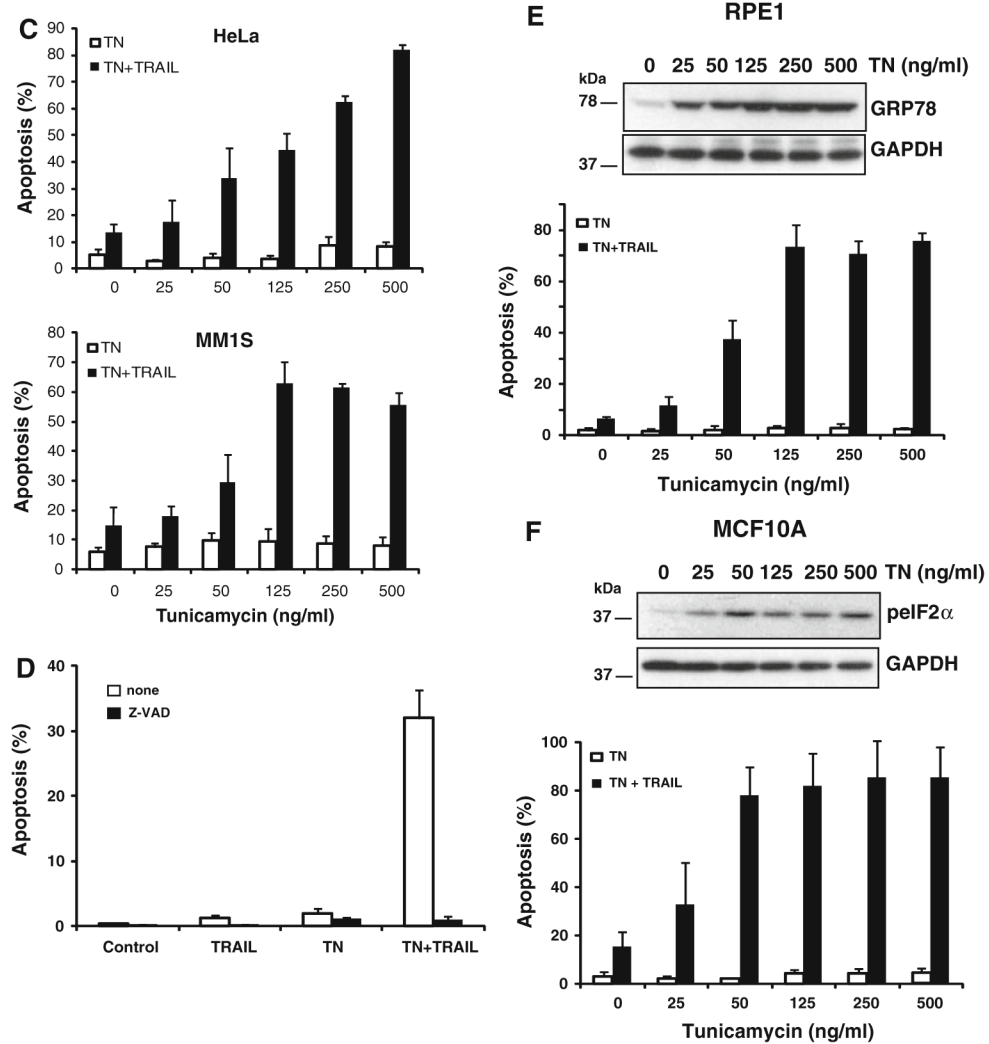 C
HeLa
TN
TN+TRAIL
Apoptosis (%)
90
80
70
60
50
40
30
20
10
0
0 25 50 125 250 500
MM1S
TN
TN+TRAIL
Apoptosis (%)
80
70
60
50
40
30
20
10
0
0 25 50 125 250 500
Tunicamycin (ng/ml)
D
none
Z-VAD
Apoptosis (%)
40
30
20
10
0
Control TRAIL TN TN+TRAIL
E
RPE1
0 25 50 125 250 500 TN (ng/ml)
kDa
78
GRP78
37
GAPDH
TN
TN+TRAIL
Apoptosis (%)
80
60
40
20
0
0 25 50 125 250 500
Tunicamycin (ng/ml)
F
MCF10A
0 25 50 125 250 500 TN (ng/ml)
kDa
37
peIF2α
37
GAPDH
TN
TN + TRAIL
Apoptosis (%)
100
80
60
40
20
0
0 25 50 125 250 500
Tunicamycin (ng/ml)